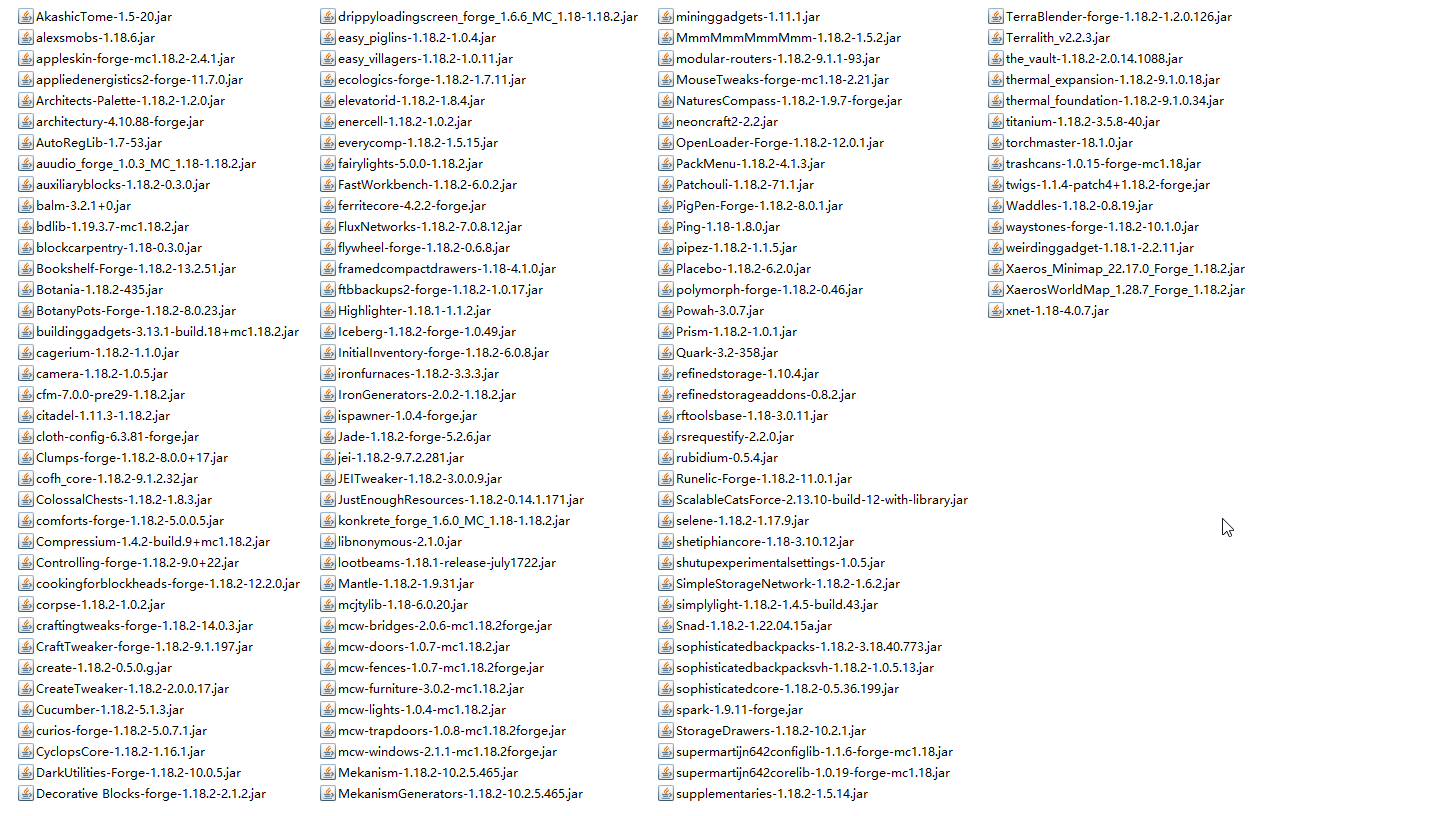 AkashicTome-1.5-20.jar
alexsmobs-1.18.6.jar
appleskin-forge-mc1.18.2-2.4.1.jar
appliedenergistics2-forge-11.7.0.jar
Architects-Palette-1.18.2-1.2.0.jar
architectury-4.10.88-forge.jar
AutoRegLib-1.7-53.jar
auudio_forge_1.0.3_MC_1.18-1.18.2.jar
auxiliaryblocks-1.18.2-0.3.0.jar
balm-3.2.1+0.jar
bdlib-1.19.3.7-mc1.18.2.jar
blockcarpentry-1.18-0.3.0.jar
Bookshelf-Forge-1.18.2-13.2.51.jar
Botania-1.18.2-435.jar
BotanyPots-Forge-1.18.2-8.0.23.jar
buildinggadgets-3.13.1-build.18+mc1.18.2.jar
cagerium-1.18.2-1.1.0.jar
camera-1.18.2-1.0.5.jar
cfm-7.0.0-pre29-1.18.2.jar
citadel-1.11.3-1.18.2.jar
cloth-config-6.3.81-forge.jar
Clumps-forge-1.18.2-8.0.0+17.jar
cofh_core-1.18.2-9.1.2.32.jar
ColossalChests-1.18.2-1.8.3.jar
comforts-forge-1.18.2-5.0.0.5.jar
Compressium-1.4.2-build.9+mc1.18.2.jar
Controlling-forge-1.18.2-9.0+22.jar
cookingforblockheads-forge-1.18.2-12.2.0.jar
corpse-1.18.2-1.0.2.jar
craftingtweaks-forge-1.18.2-14.0.3.jar
CraftTweaker-forge-1.18.2-9.1.197.jar
create-1.18.2-0.5.0.g.jar
CreateTweaker-1.18.2-2.0.0.17.jar
Cucumber-1.18.2-5.1.3.jar
curios-forge-1.18.2-5.0.7.1.jar
CyclopsCore-1.18.2-1.16.1.jar
DarkUtilities-Forge-1.18.2-10.0.5.jar
Decorative Blocks-forge-1.18.2-2.1.2.jar
drippyloadingscreen_forge_1.6.6_MC_1.18-1.18.2.jar
easy_piglins-1.18.2-1.0.4.jar
easy_villagers-1.18.2-1.0.11.jar
ecologics-forge-1.18.2-1.7.11.jar
elevatorid-1.18.2-1.8.4.jar
enercell-1.18.2-1.0.2.jar
everycomp-1.18.2-1.5.15.jar
fairylights-5.0.0-1.18.2.jar
FastWorkbench-1.18.2-6.0.2.jar
ferritecore-4.2.2-forge.jar
FluxNetworks-1.18.2-7.0.8.12.jar
flywheel-forge-1.18.2-0.6.8.jar
framedcompactdrawers-1.18-4.1.0.jar
ftbbackups2-forge-1.18.2-1.0.17.jar
Highlighter-1.18.1-1.1.2.jar
Iceberg-1.18.2-forge-1.0.49.jar
InitialInventory-forge-1.18.2-6.0.8.jar
ironfurnaces-1.18.2-3.3.3.jar
IronGenerators-2.0.2-1.18.2.jar
ispawner-1.0.4-forge.jar
Jade-1.18.2-forge-5.2.6.jar
jei-1.18.2-9.7.2.281.jar
JEITweaker-1.18.2-3.0.0.9.jar
JustEnoughResources-1.18.2-0.14.1.171.jar
konkrete_forge_1.6.0_MC_1.18-1.18.2.jar
libnonymous-2.1.0.jar
lootbeams-1.18.1-release-july1722.jar
Mantle-1.18.2-1.9.31.jar
mcjtylib-1.18-6.0.20.jar
mcw-bridges-2.0.6-mc1.18.2forge.jar
mcw-doors-1.0.7-mc1.18.2.jar
mcw-fences-1.0.7-mc1.18.2forge.jar
mcw-furniture-3.0.2-mc1.18.2.jar
mcw-lights-1.0.4-mc1.18.2.jar
mcw-trapdoors-1.0.8-mc1.18.2forge.jar
mcw-windows-2.1.1-mc1.18.2forge.jar
Mekanism-1.18.2-10.2.5.465.jar
MekanismGenerators-1.18.2-10.2.5.465.jar
mininggadgets-1.11.1.jar
MmmMmmMmmMmm-1.18.2-1.5.2.jar
modular-routers-1.18.2-9.1.1-93.jar
MouseTweaks-forge-mc1.18-2.21.jar
NaturesCompass-1.18.2-1.9.7-forge.jar
neoncraft2-2.2.jar
OpenLoader-Forge-1.18.2-12.0.1.jar
PackMenu-1.18.2-4.1.3.jar
Patchouli-1.18.2-71.1.jar
PigPen-Forge-1.18.2-8.0.1.jar
Ping-1.18-1.8.0.jar
pipez-1.18.2-1.1.5.jar
Placebo-1.18.2-6.2.0.jar
polymorph-forge-1.18.2-0.46.jar
Powah-3.0.7.jar
Prism-1.18.2-1.0.1.jar
Quark-3.2-358.jar
refinedstorage-1.10.4.jar
refinedstorageaddons-0.8.2.jar
rftoolsbase-1.18-3.0.11.jar
rsrequestify-2.2.0.jar
rubidium-0.5.4.jar
Runelic-Forge-1.18.2-11.0.1.jar
ScalableCatsForce-2.13.10-build-12-with-library.jar
selene-1.18.2-1.17.9.jar
shetiphiancore-1.18-3.10.12.jar
shutupexperimentalsettings-1.0.5.jar
SimpleStorageNetwork-1.18.2-1.6.2.jar
simplylight-1.18.2-1.4.5-build.43.jar
Snad-1.18.2-1.22.04.15a.jar
sophisticatedbackpacks-1.18.2-3.18.40.773.jar
sophisticatedbackpacksvh-1.18.2-1.0.5.13.jar
sophisticatedcore-1.18.2-0.5.36.199.jar
spark-1.9.11-forge.jar
StorageDrawers-1.18.2-10.2.1.jar
supermartijn642configlib-1.1.6-forge-mc1.18.jar
supermartijn642corelib-1.0.19-forge-mc1.18.jar
supplementaries-1.18.2-1.5.14.jar
TerraBlender-forge-1.18.2-1.2.0.126.jar
Terralith_v2.2.3.jar
the_vault-1.18.2-2.0.14.1088.jar
thermal_expansion-1.18.2-9.1.0.18.jar
thermal_foundation-1.18.2-9.1.0.34.jar
titanium-1.18.2-3.5.8-40.jar
torchmaster-18.1.0.jar
trashcans-1.0.15-forge-mc1.18.jar
twigs-1.1.4-patch4+1.18.2-forge.jar
Waddles-1.18.2-0.8.19.jar
waystones-forge-1.18.2-10.1.0.jar
weirdinggadget-1.18.1-2.2.11.jar
Xaeros_Minimap_22.17.0_Forge_1.18.2.jar
XaerosWorldMap_1.28.7_Forge_1.18.2.jar
xnet-1.18-4.0.7.jar